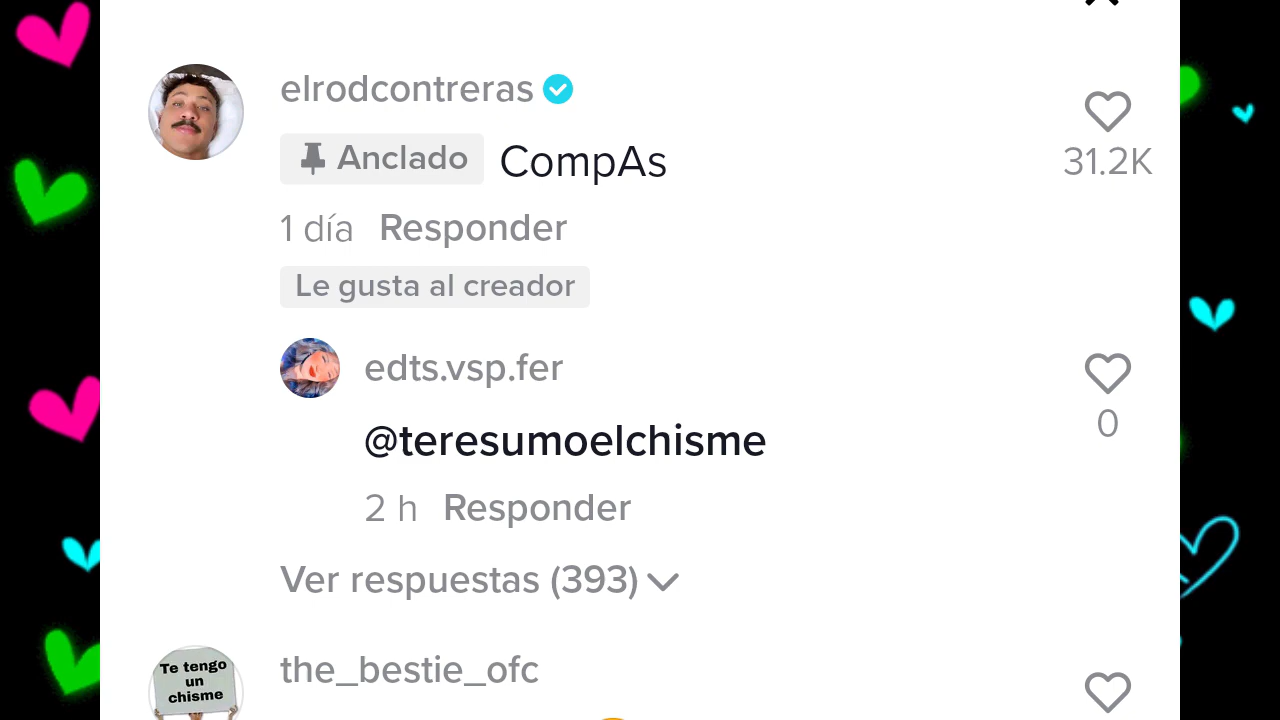 elrodcontreras
Anclado CompAs
31.2K
1 día Responder
Le gusta al creador
edts.vsp.fer
@teresumoelchisme
0
2 h Responder
Ver respuestas (393)
the_bestie_ofc
Te tengo
un
chisme